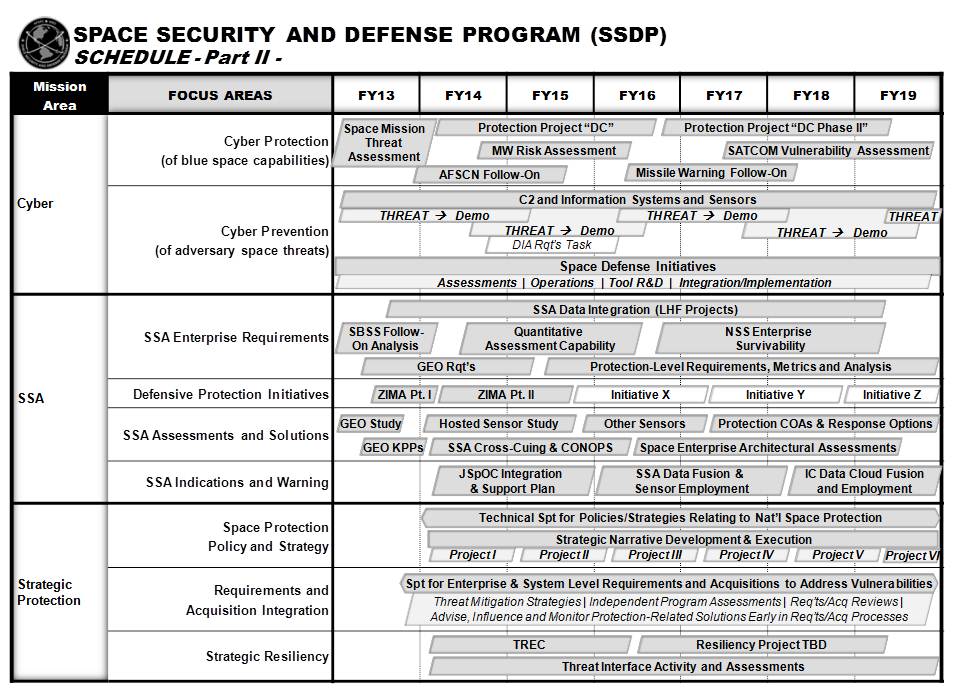 SPACE SECURITY AND DEFENSE PROGRAM (SSDP)
SCHEDULE - Part II -
Mission
Area
FOCUS AREAS
FY13
FY14
FY15
FY16
FY17
FY18
FY19
Cyber
Cyber Protection
(of blue space capabilities)
Space Mission
Threat
Assessment
Protection Project “DC”
Protection Project “DC Phase II”
MW Risk Assessment
SATCOM Vulnerability Assessment
AFSCN Follow-On
Missile Warning Follow-On
Cyber Prevention
(of adversary space threats)
C2 and Information Systems and Sensors
THREAT → Demo
THREAT → Demo
THREAT
THREAT → Demo
THREAT → Demo
DIA Rqt's Task
Space Defense Initiatives
Assessments | Operations | Tool R&D | Integration/Implementation
SSA
SSA Enterprise Requirements
SSA Data Integration (LHF Projects)
SBSS Follow-
On Analysis
Quantitative
Assessment Capability
NSS Enterprise
Survivability
GEO Rqt's
Protection-Level Requirements, Metrics and Analysis
Defensive Protection Initiatives
ZIMA Pt. I
ZIMA Pt. II
Initiative X
Initiative Y
Initiative Z
SSA Assessments and Solutions
GEO Study
Hosted Sensor Study
Other Sensors
Protection COAs & Response Options
GEO KPPs
SSA Cross-Cuing & CONOPS
Space Enterprise Architectural Assessments
SSA Indications and Warning
JSpOC Integration
& Support Plan
SSA Data Fusion &
Sensor Employment
IC Data Cloud Fusion
and Employment
Strategic
Protection
Space Protection
Policy and Strategy
Technical Spt for Policies/Strategies Relating to Nat'l Space Protection
Strategic Narrative Development & Execution
Project I
Project II
Project III
Project IV
Project V
Project VI
Requirements and
Acquisition Integration
Spt for Enterprise & System Level Requirements and Acquisitions to Address Vulnerabilities
Threat Mitigation Strategies | Independent Program Assessments | Req'ts/Acq Reviews |
Advise, Influence and Monitor Protection-Related Solutions Early in Req'ts/Acq Processes
Strategic Resiliency
TREC
Resiliency Project TBD
Threat Interface Activity and Assessments